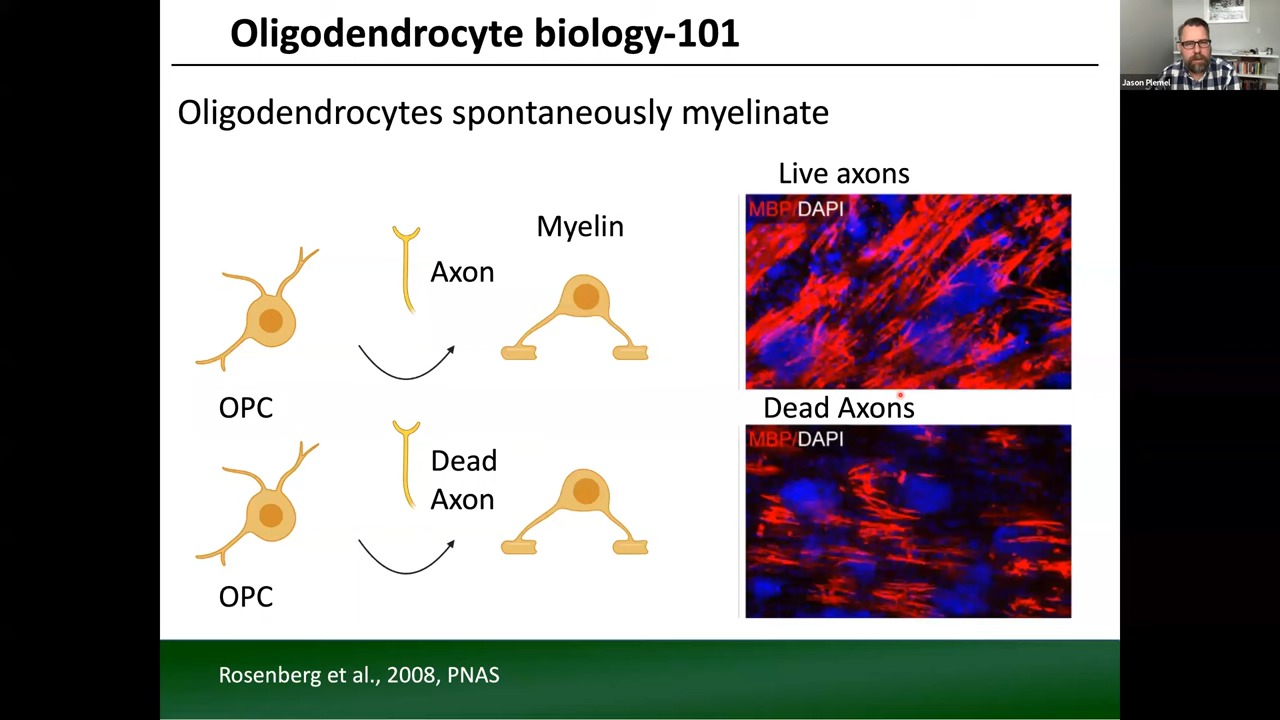 Oligodendrocyte biology-101
Jason Plemel
Oligodendrocytes spontaneously myelinate
Live axons
MBP/DAPI
Myelin
Axon
OPC
Dead Axons
MBP/DAPI
Dead
Axon
OPC
Rosenberg et al., 2008, PNAS